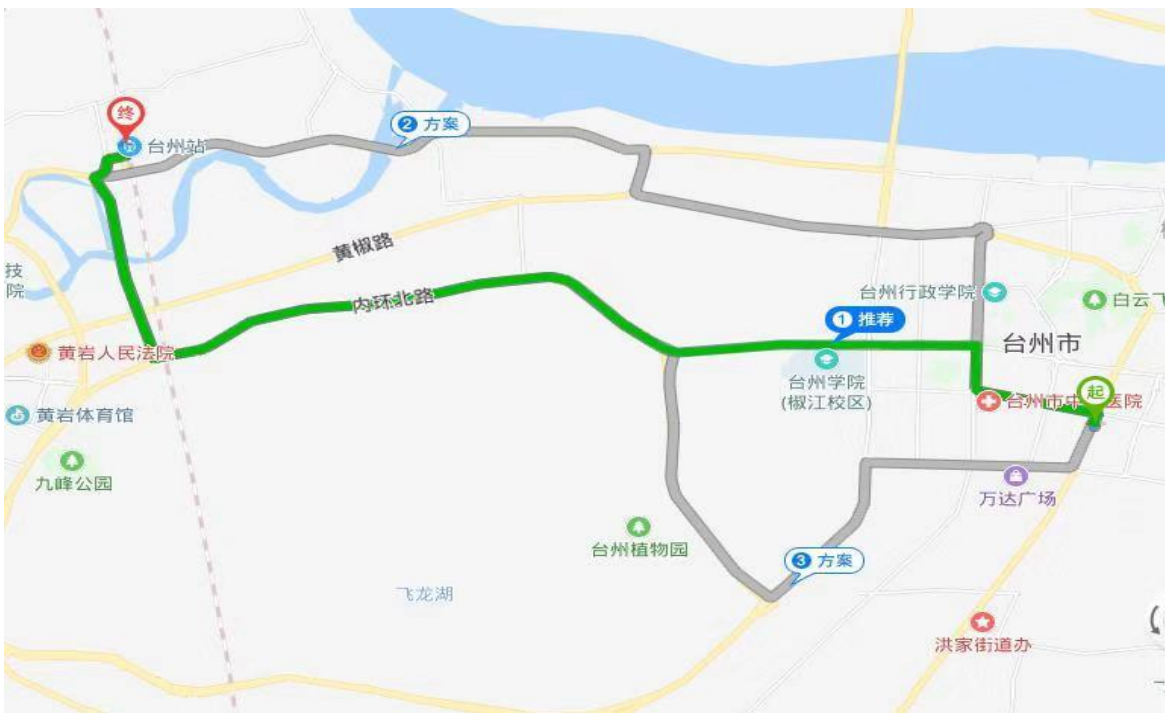 终
台州站
2 方案
黄椒路
技
院
台州行政学院
白云飞
内环北路
1 推荐
台州市
黄岩人民法院
台州学院
(椒江校区)
起
台州市中
医院
黄岩体育馆
九峰公园
万达广场
台州植物园
3 方案
飞龙湖
洪家街道办